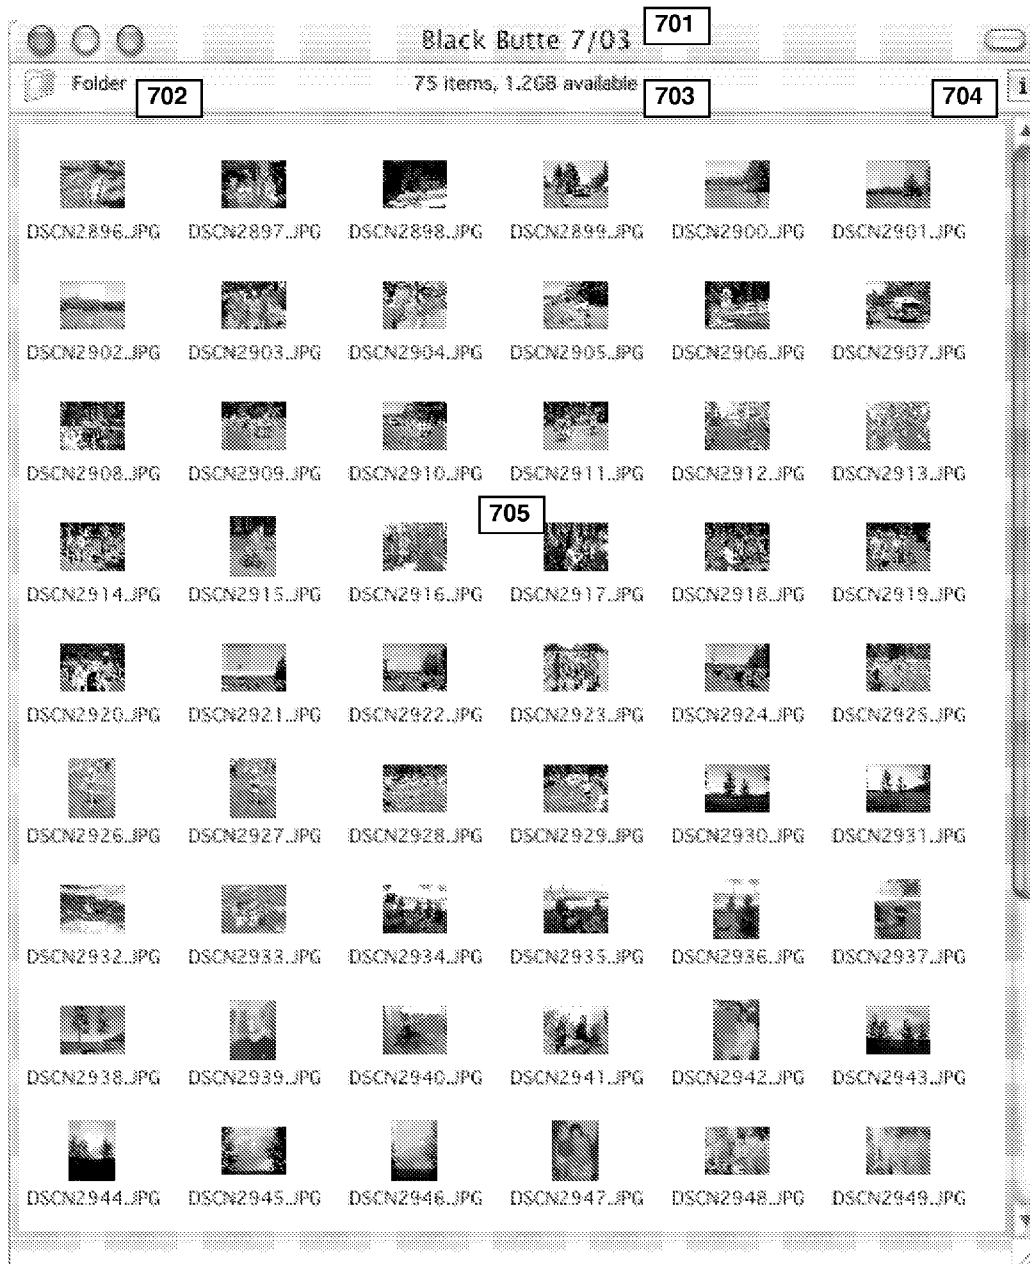 Black Butte 7/03 701
Folder 702 75 items, 1.2GB available 703 704 i
DSCN2896.JPG DSCN2897.JPG DSCN2898.JPG DSCN2899.JPG DSCN2900.JPG DSCN2901.JPG
DSCN2902.JPG DSCN2903.JPG DSCN2904.JPG DSCN2905.JPG DSCN2906.JPG DSCN2907.JPG
DSCN2908.JPG DSCN2909.JPG DSCN2910.JPG DSCN2911.JPG DSCN2912.JPG DSCN2913.JPG
705
DSCN2914.JPG DSCN2915.JPG DSCN2916.JPG DSCN2917.JPG DSCN2918.JPG DSCN2919.JPG
DSCN2920.JPG DSCN2921.JPG DSCN2922.JPG DSCN2923.JPG DSCN2924.JPG DSCN2925.JPG
DSCN2926.JPG DSCN2927.JPG DSCN2928.JPG DSCN2929.JPG DSCN2930.JPG DSCN2931.JPG
DSCN2932.JPG DSCN2933.JPG DSCN2934.JPG DSCN2935.JPG DSCN2936.JPG DSCN2937.JPG
DSCN2938.JPG DSCN2939.JPG DSCN2940.JPG DSCN2941.JPG DSCN2942.JPG DSCN2943.JPG
DSCN2944.JPG DSCN2945.JPG DSCN2946.JPG DSCN2947.JPG DSCN2948.JPG DSCN2949.JPG